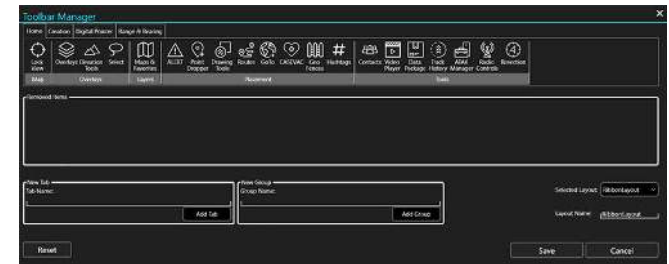 Toolbar Manager
Home Creation Digital Pointer Range & Bearing
Lock View Overlays Elevation Tools Select Maps & Favorites ALERT Point Dropper Drawing Tools Routes GoTo CASEVAC Geo Fences Hashtags Contacts Video Player Data Package Track History Manager Radio Controls Resection
Map Overlays Layers Placement Tools
Removed Items
New Tab New Group
Tab Name: Group Name:
Selected Layout: RibbonLayout
Add Tab Add Group
Layout Name: RibbonLayout
Reset Save Cancel